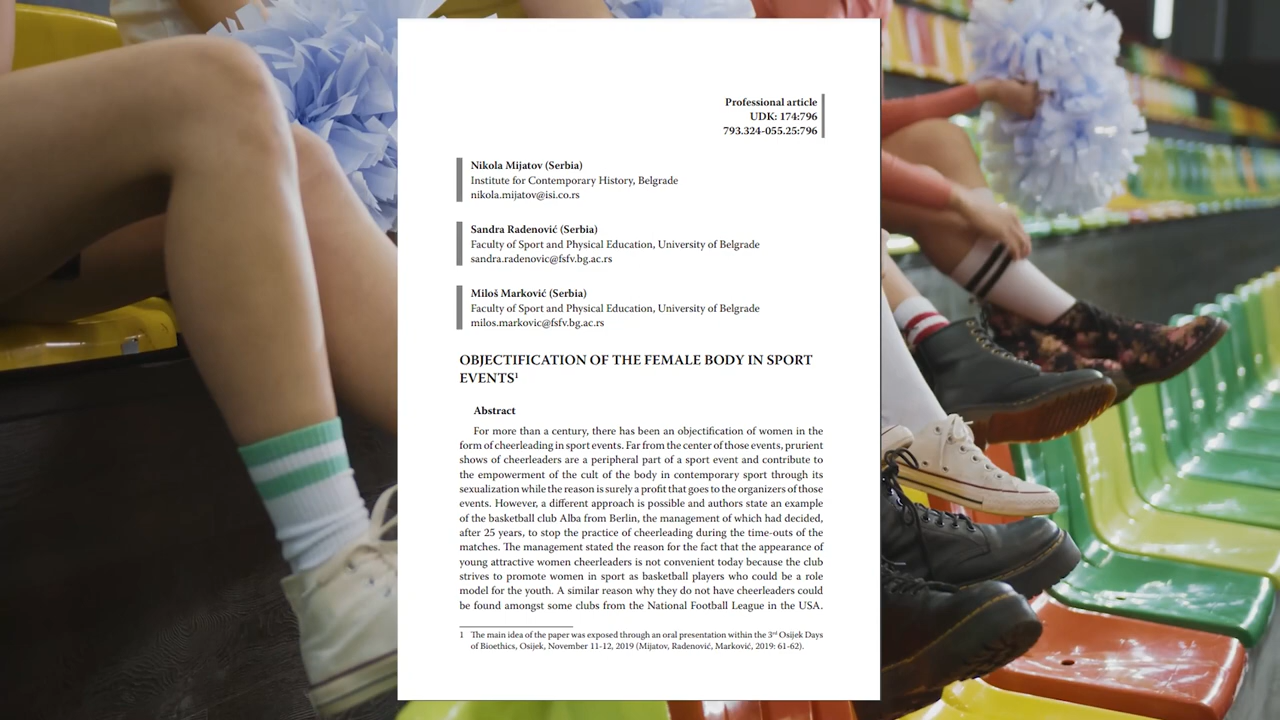 Professional article
UDK: 174:796
793.324-055.25:796
Nikola Mijatov (Serbia)
Institute for Contemporary History, Belgrade
nikola.mijatov@isi.co.rs
Sandra Radenović (Serbia)
Faculty of Sport and Physical Education, University of Belgrade
sandra.radenovic@fsfv.bg.ac.rs
Miloš Marković (Serbia)
Faculty of Sport and Physical Education, University of Belgrade
milos.markovic@fsfv.bg.ac.rs
OBJECTIFICATION OF THE FEMALE BODY IN SPORT
EVENTS¹
Abstract
For more than a century, there has been an objectification of women in the
form of cheerleading in sport events. Far from the center of those events, prurient
shows of cheerleaders are a peripheral part of a sport event and contribute to
the empowerment of the cult of the body in contemporary sport through its
sexualization while the reason is surely a profit that goes to the organizers of those
events. However, a different approach is possible and authors state an example
of the basketball club Alba from Berlin, the management of which had decided,
after 25 years, to stop the practice of cheerleading during the time-outs of the
matches. The management stated the reason for the fact that the appearance of
young attractive women cheerleaders is not convenient today because the club
strives to promote women in sport as basketball players who could be a role
model for the youth. A similar reason why they do not have cheerleaders could
be found amongst some clubs from the National Football League in the USA.
1 The main idea of the paper was exposed through an oral presentation within the 3rd Osijek Days
of Bioethics, Osijek, November 11-12, 2019 (Mijatov, Radenović, Marković, 2019: 61-62).